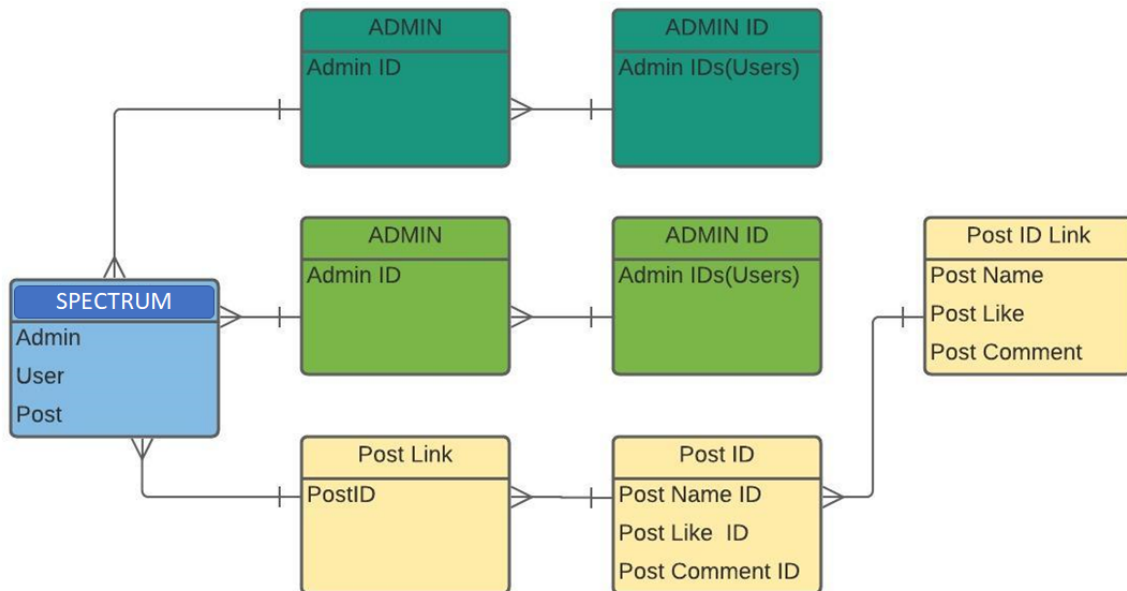 ADMIN
Admin ID
ADMIN ID
Admin IDs(Users)
ADMIN
Admin ID
ADMIN ID
Admin IDs(Users)
Post ID Link
Post Name
Post Like
Post Comment
SPECTRUM
Admin
User
Post
Post Link
PostID
Post ID
Post Name ID
Post Like ID
Post Comment ID